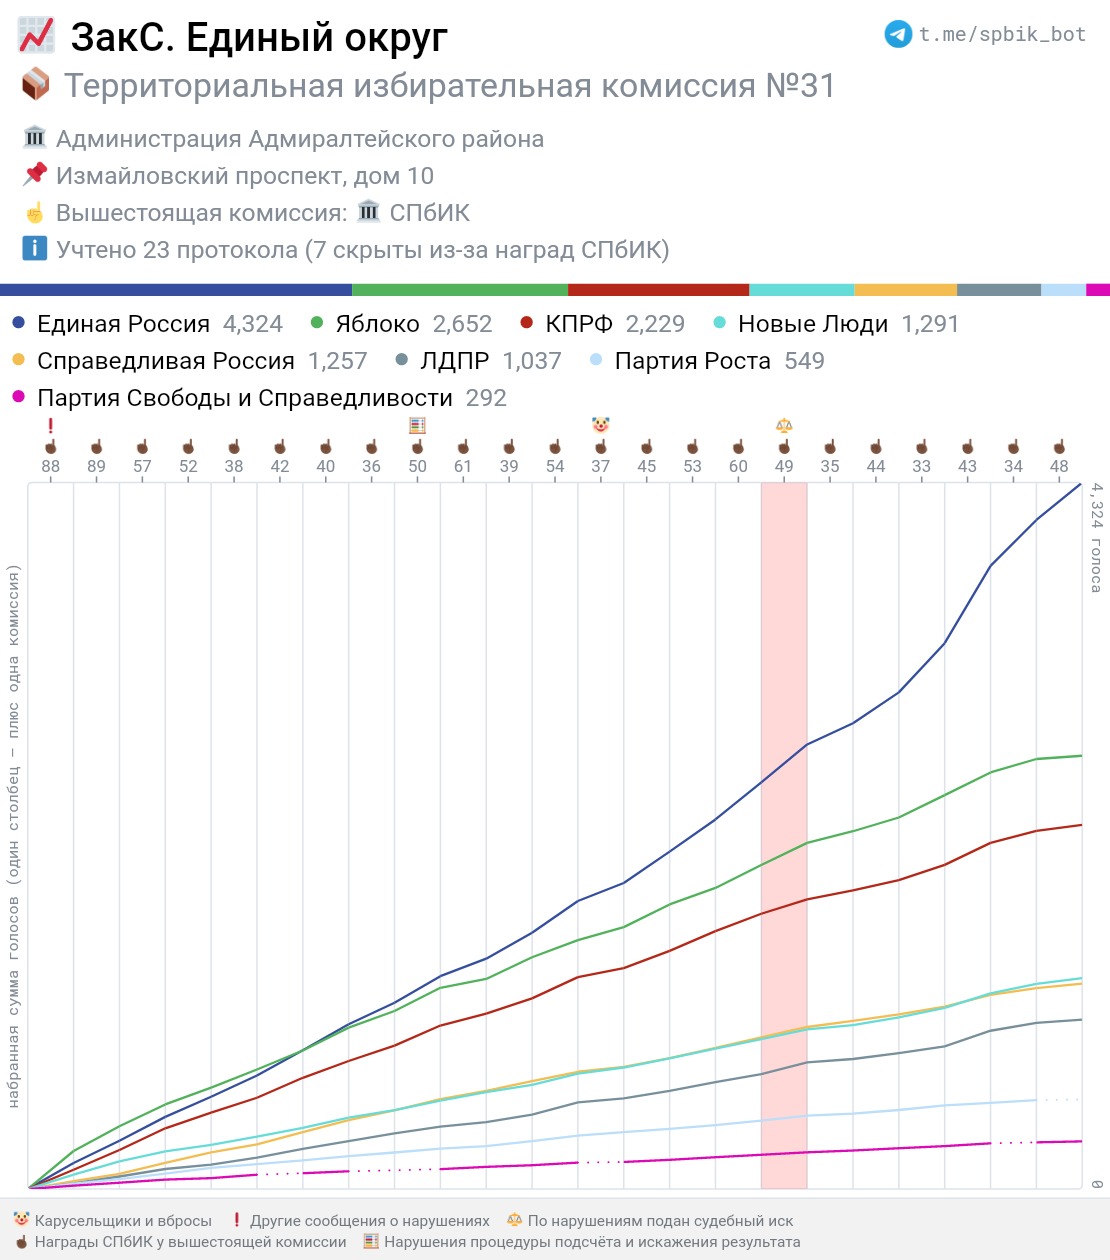 ЗакС. Единый округ
t.me/spbik_bot
Территориальная избирательная комиссия №31
Администрация Адмиралтейского района
Измайловский проспект, дом 10
Вышестоящая комиссия: СПбИК
Учтено 23 протокола (7 скрыты из-за наград СПбИК)
Единая Россия 4,324 Яблоко 2,652 КПРФ 2,229 Новые Люди 1,291
Справедливая Россия 1,257 ЛДПР 1,037 Партия Роста 549
Партия Свободы и Справедливости 292
88 89 57 52 38 42 40 36 50 61 39 54 37 45 53 60 49 35 44 33 43 34 48
4,324 голоса
набранная сумма голосов (один столбец — плюс одна комиссия)
0
Карусельщики и вбросы Другие сообщения о нарушениях По нарушениям подан судебный иск
Награды СПбИК у вышестоящей комиссии Нарушения процедуры подсчёта и искажения результата